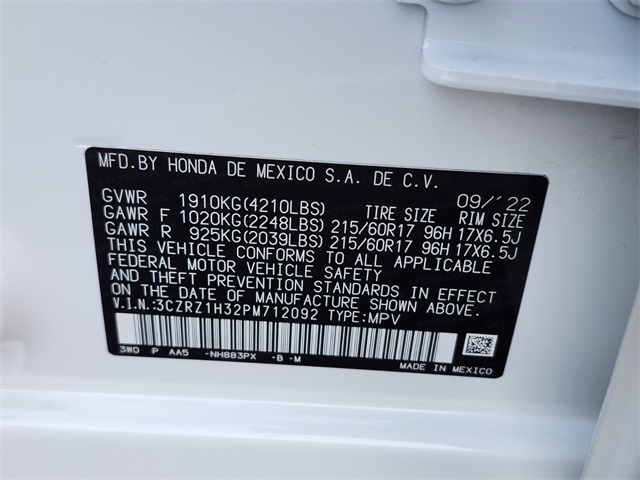 MFD.BY HONDA DE MEXICO S.A. DE C.V.
09/'22
GVWR 1910KG(4210LBS) TIRE SIZE RIM SIZE
GAWR F 1020KG(2248LBS) 215/60R17 96H 17X6.5J
GAWR R 925KG(2039LBS) 215/60R17 96H 17X6.5J
THIS VEHICLE CONFORMS TO ALL APPLICABLE
FEDERAL MOTOR VEHICLE SAFETY
AND THEFT PREVENTION STANDARDS IN EFFECT
ON THE DATE OF MANUFACTURE SHOWN ABOVE.
V.I.N.:3CZRZ1H32PM712092 TYPE:MPV
3W0 P AA5 -NH883PX -B -M MADE IN MEXICO